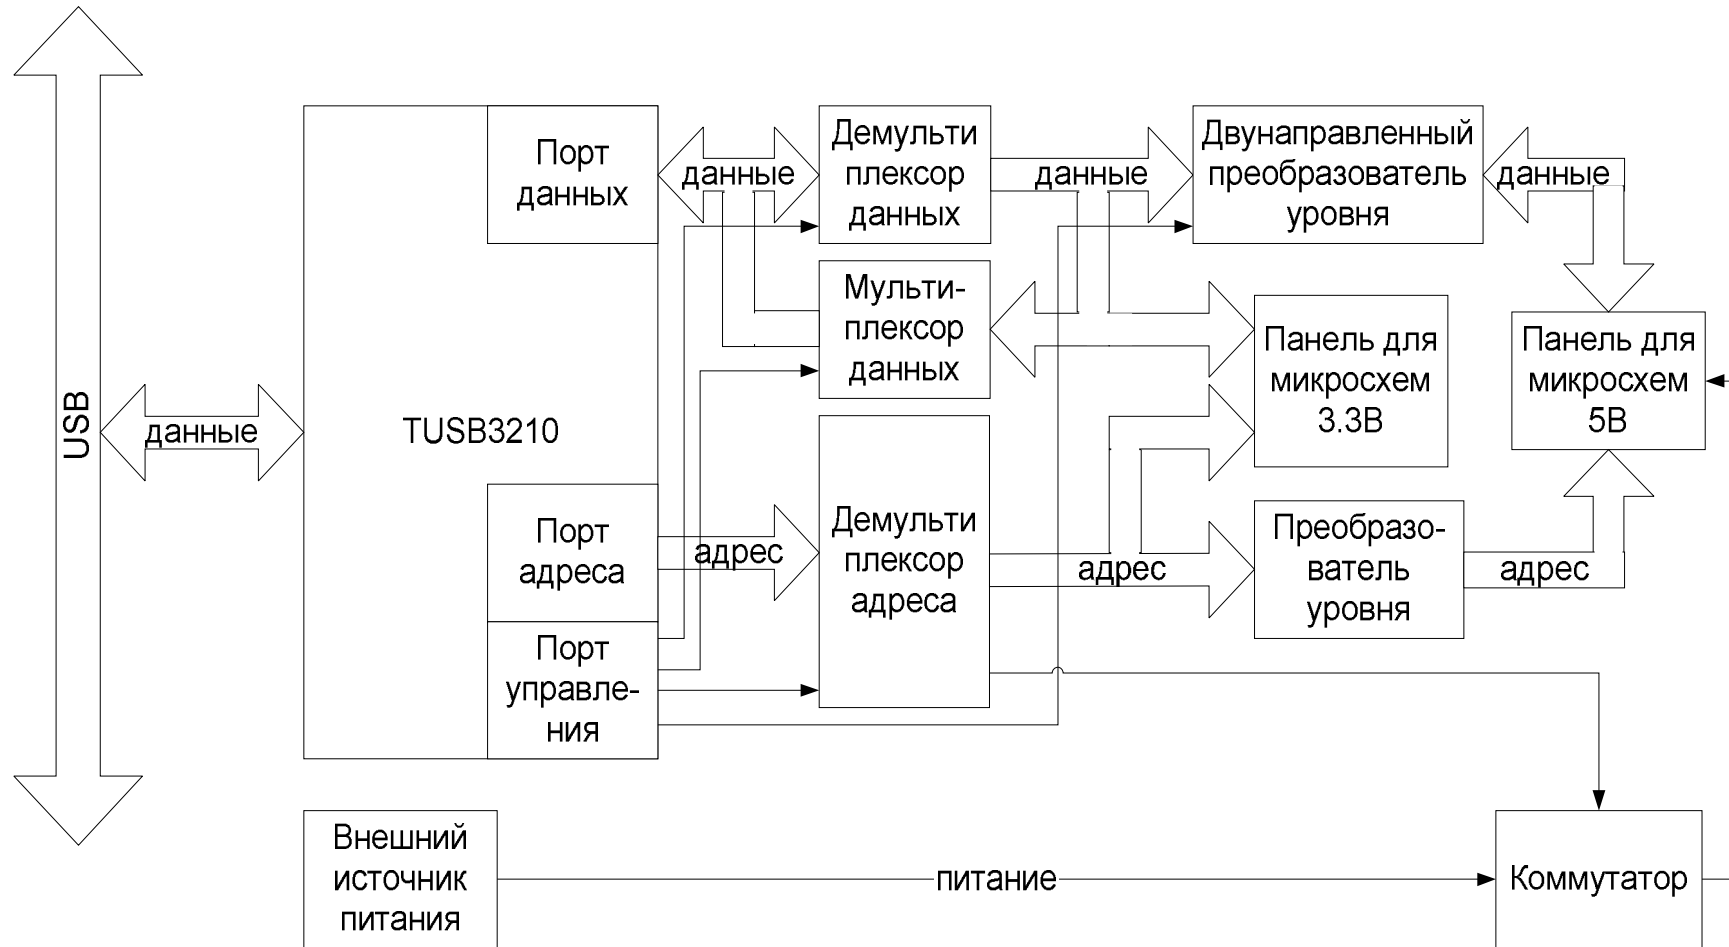 USB
данные
TUSB3210
Порт
данных
данные
Демульти
плексор
данных
данные
Двунаправленный
преобразователь
уровня
данные
Мульти-
плексор
данных
Панель для
микросхем
3.3В
Панель для
микросхем
5В
Порт
адреса
адрес
Демульти
плексор
адреса
адрес
Преобразо-
ватель
уровня
адрес
Порт
управле-
ния
Внешний
источник
питания
питание
Коммутатор